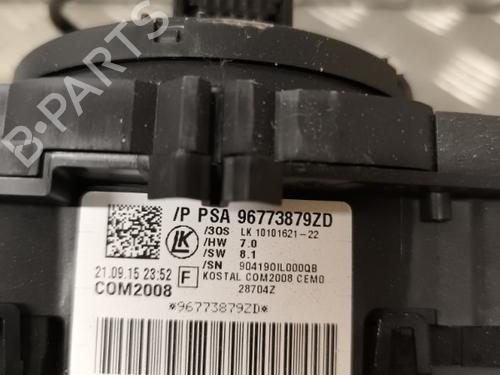 B-PARTS
/P PSA 96773879ZD
/30S LK 10101621-22
/HW 7.0
/SW 8.1
/SN 904190IL000QB
LK
21.09.15 23:52 F KOSTAL COM2008 CEM0
COM2008 28704Z
*96773879ZD*